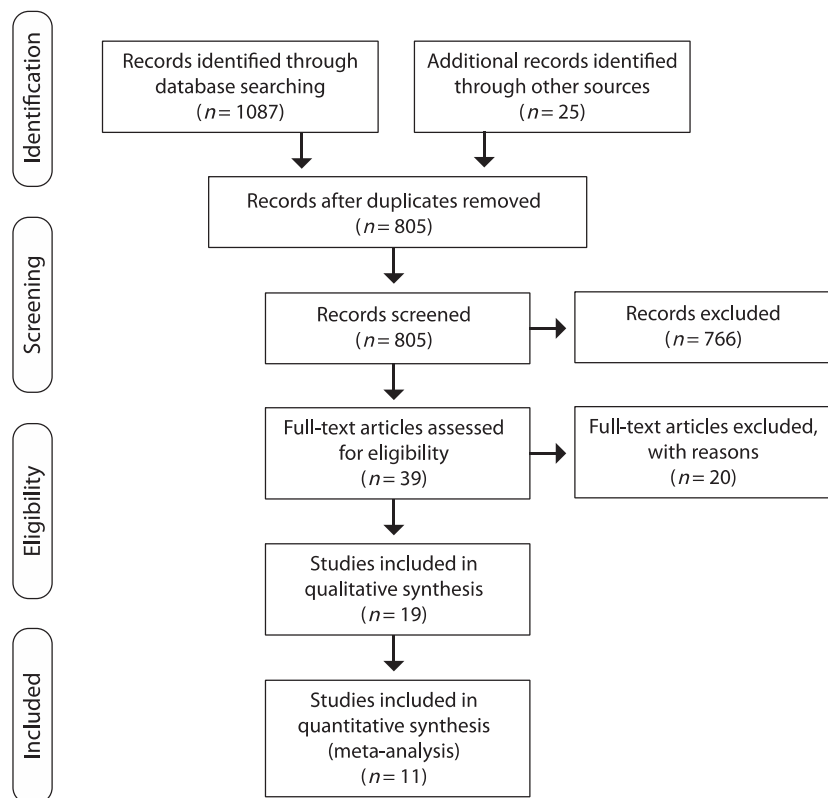 Identification
Records identified through
database searching
(n = 1087)
Additional records identified
through other sources
(n = 25)
Records after duplicates removed
(n = 805)
Screening
Records screened
(n = 805)
Records excluded
(n = 766)
Eligibility
Full-text articles assessed
for eligibility
(n = 39)
Full-text articles excluded,
with reasons
(n = 20)
Studies included in
qualitative synthesis
(n = 19)
Included
Studies included in
quantitative synthesis
(meta-analysis)
(n = 11)